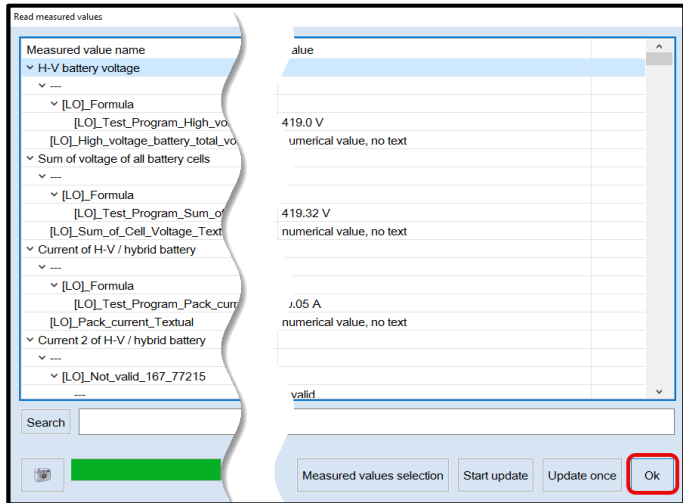 Read measured values
Measured value name alue
H-V battery voltage
---
[LO]_Formula
[LO]_Test_Program_High_vo 419.0 V
[LO]_High_voltage_battery_total_vo umerical value, no text
Sum of voltage of all battery cells
---
[LO]_Formula
[LO]_Test_Program_Sum_of 419.32 V
[LO]_Sum_of_Cell_Voltage_Text numerical value, no text
Current of H-V / hybrid battery
---
[LO]_Formula
[LO]_Test_Program_Pack_curr .05 A
[LO]_Pack_current_Textual numerical value, no text
Current 2 of H-V / hybrid battery
---
[LO]_Not_valid_167_77215
--- valid
Search
Measured values selection Start update Update once Ok